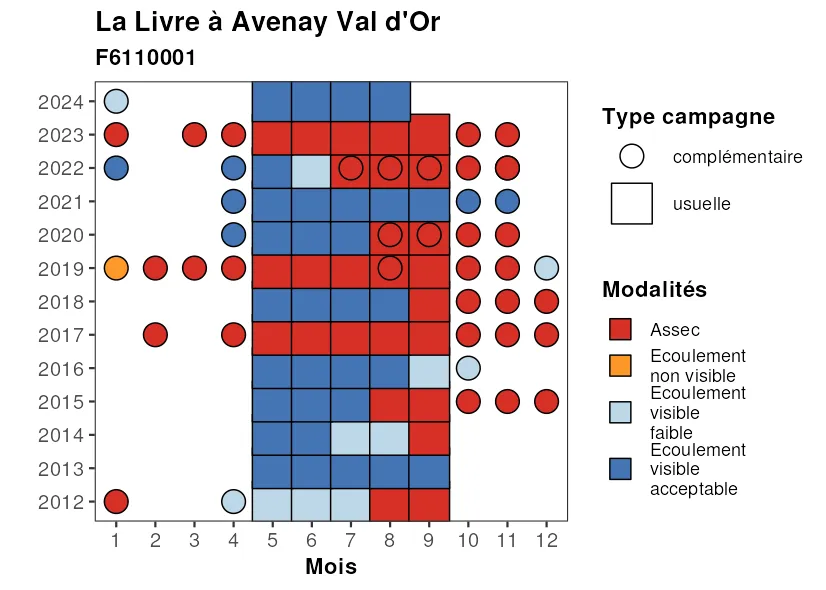 La Livre à Avenay Val d'Or
F6110001
2024
2023
2022
2021
2020
2019
2018
2017
2016
2015
2014
2013
2012
1 2 3 4 5 6 7 8 9 10 11 12
Mois
Type campagne
complémentaire
usuelle
Modalités
Assec
Ecoulement
non visible
Ecoulement
visible
faible
Ecoulement
visible
acceptable